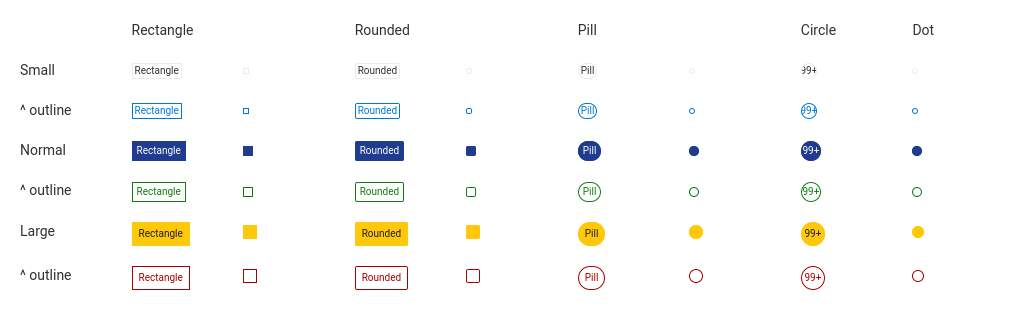 Rectangle Rounded Pill Circle Dot
Small Rectangle Rounded Pill 99+
^ outline Rectangle Rounded Pill 99+
Normal Rectangle Rounded Pill 99+
^ outline Rectangle Rounded Pill 99+
Large Rectangle Rounded Pill 99+
^ outline Rectangle Rounded Pill 99+